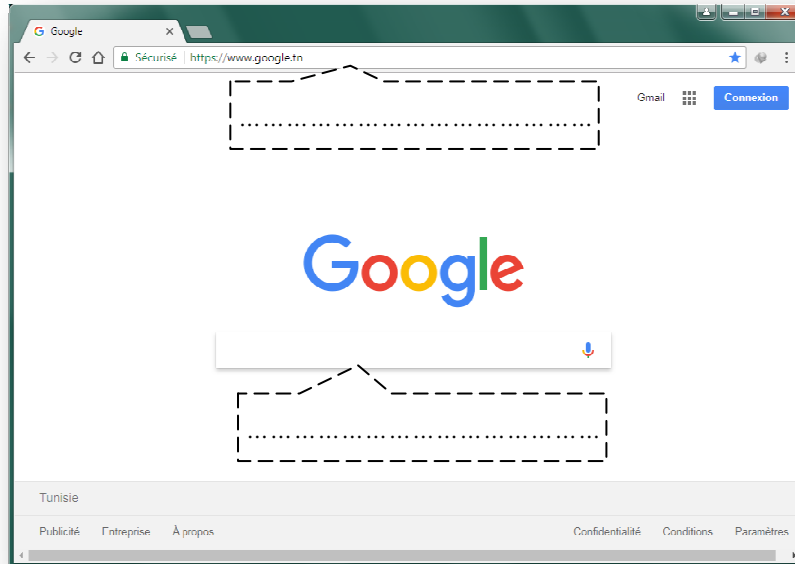 Google
Sécurisé https://www.google.tn
Gmail Connexion
………………………………………
Google
………………………………………
Tunisie
Publicité Entreprise À propos Confidentialité Conditions Paramètres